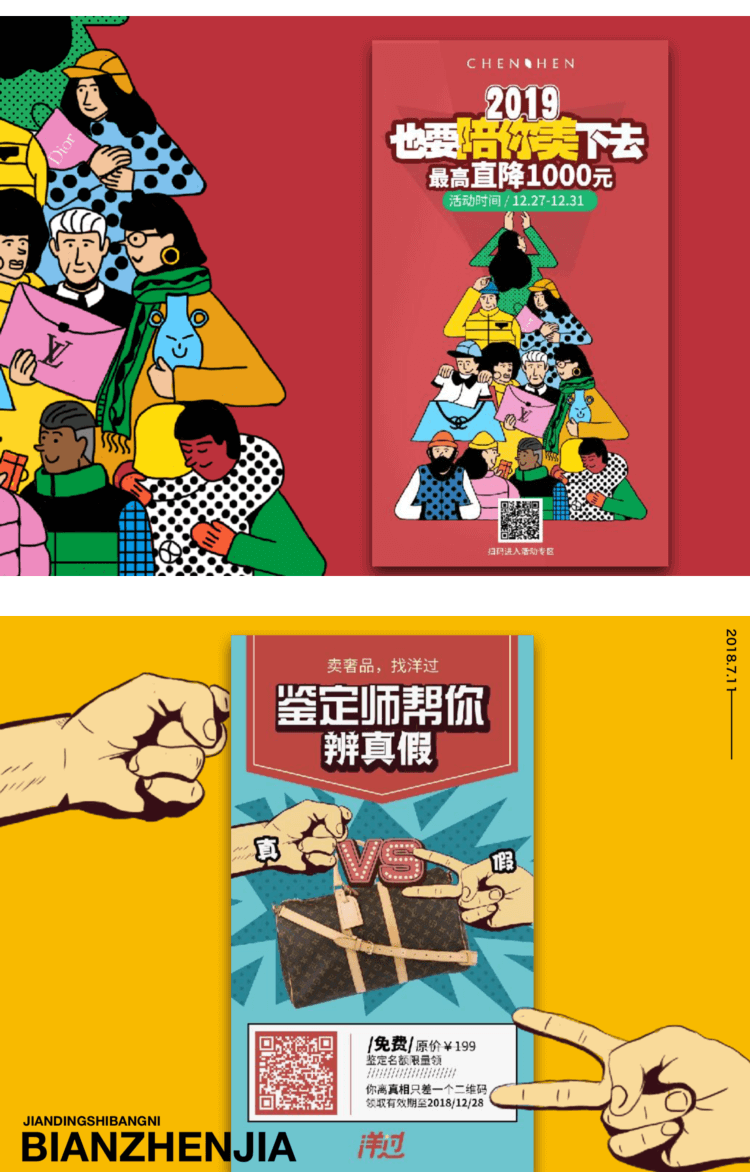 Dior
LV
CHENHEN
2019
也要陪你美下去
最高直降1000元
活动时间 / 12.27-12.31
LV
扫码进入活动专区
2018.7.11
卖奢品，找洋过
鉴定师帮你
辨真假
真
VS
假
/免费/原价￥199
鉴定名额限量领
你离真相只差一个二维码
领取有效期至2018/12/28
洋过
JIANDINGSHIBANGNI
BIANZHENJIA